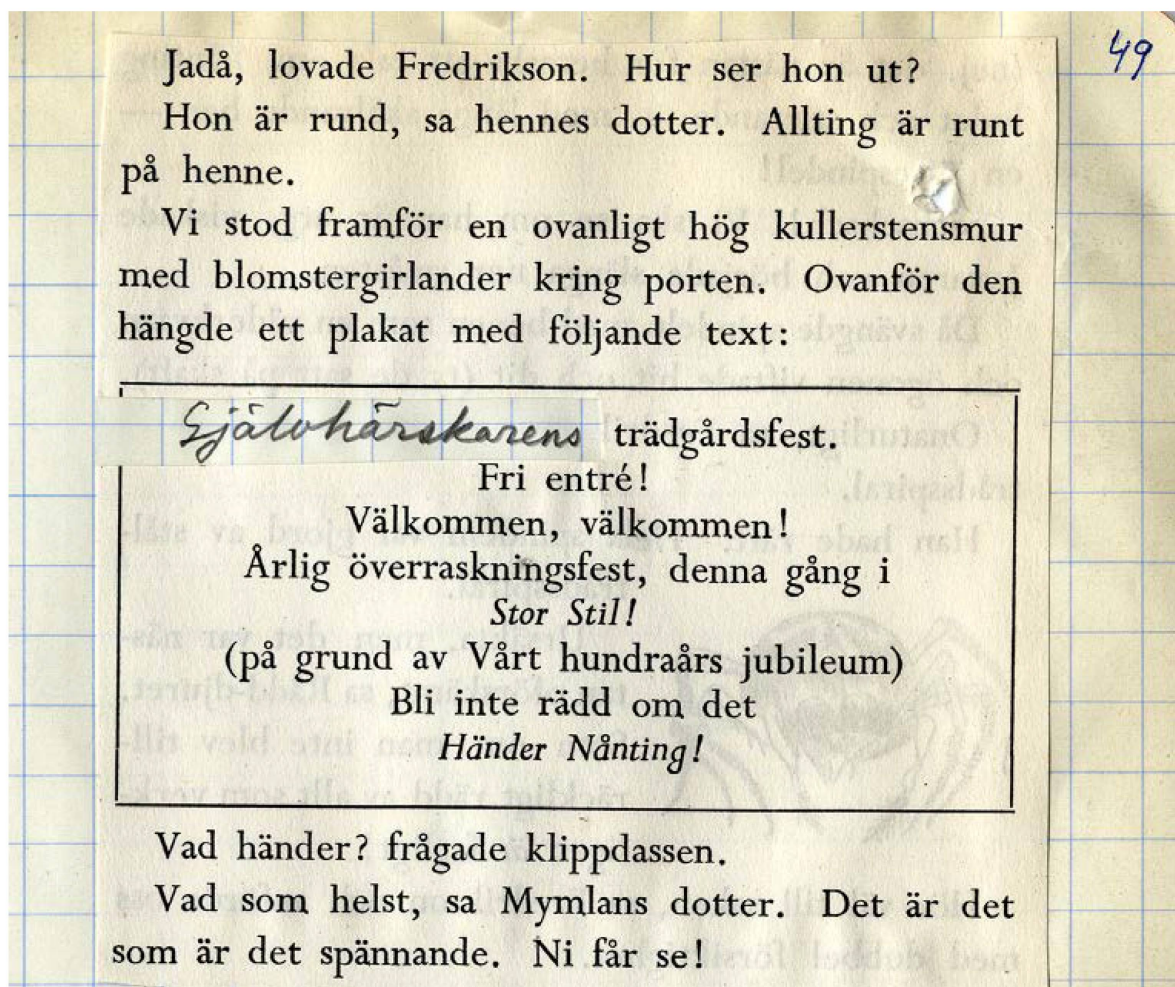 49
Jadå, lovade Fredrikson. Hur ser hon ut?
Hon är rund, sa hennes dotter. Allting är runt
på henne.
Vi stod framför en ovanligt hög kullerstensmur
med blomstergirlander kring porten. Ovanför den
hängde ett plakat med följande text:
Självhärskarens trädgårdsfest.
Fri entré!
Välkommen, välkommen!
Årlig överraskningsfest, denna gång i
Stor Stil!
(på grund av Vårt hundraårs jubileum)
Bli inte rädd om det
Händer Nånting!
Vad händer? frågade klippdassen.
Vad som helst, sa Mymlans dotter. Det är det
som är det spännande. Ni får se!